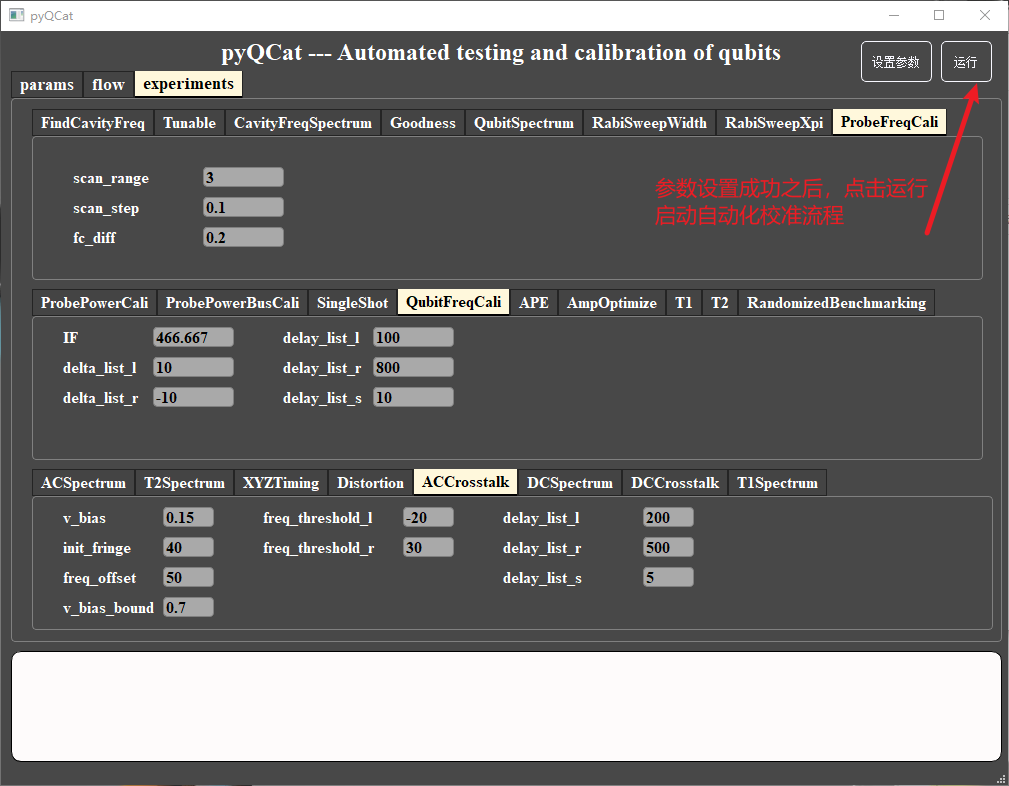 pyQCat
pyQCat --- Automated testing and calibration of qubits
设置参数
运行
params flow experiments
FindCavityFreq Tunable CavityFreqSpectrum Goodness QubitSpectrum RabiSweepWidth RabiSweepXpi ProbeFreqCali
scan_range 3
scan_step 0.1
fc_diff 0.2
参数设置成功之后，点击运行
启动自动化校准流程
ProbePowerCali ProbePowerBusCali SingleShot QubitFreqCali APE AmpOptimize T1 T2 RandomizedBenchmarking
IF 466.667 delay_list_l 100
delta_list_l 10 delay_list_r 800
delta_list_r -10 delay_list_s 10
ACSpectrum T2Spectrum XYZTiming Distortion ACCrosstalk DCSpectrum DCCrosstalk T1Spectrum
v_bias 0.15 freq_threshold_l -20 delay_list_l 200
init_fringe 40 freq_threshold_r 30 delay_list_r 500
freq_offset 50 delay_list_s 5
v_bias_bound 0.7